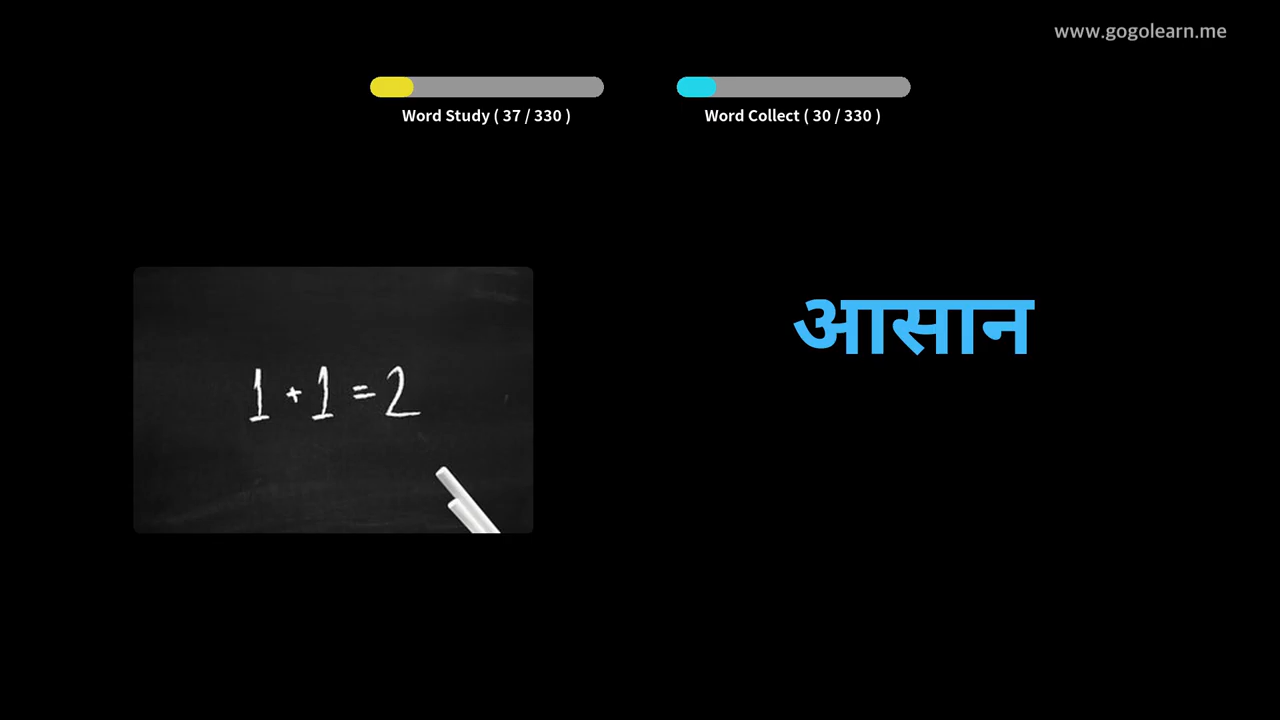 www.gogolearn.me
Word Study ( 37 / 330 )
Word Collect ( 30 / 330 )
1 + 1 = 2
आसान